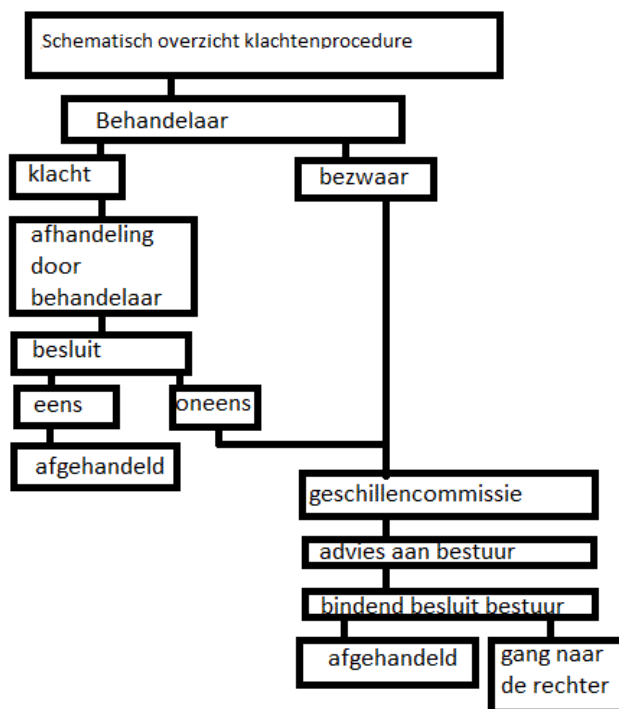 Schematisch overzicht klachtenprocedure
Behandelaar
klacht
bezwaar
afhandeling
door
behandelaar
besluit
eens
oneens
afgehandeld
geschillencommissie
advies aan bestuur
bindend besluit bestuur
afgehandeld
gang naar
de rechter